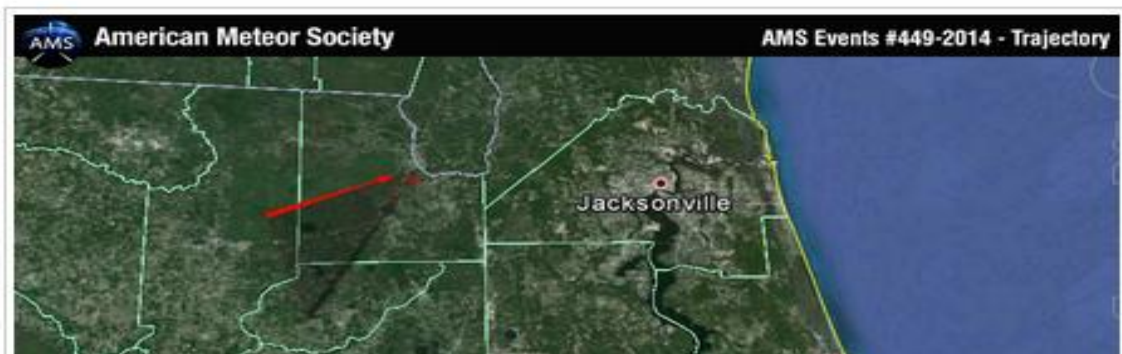 AMS
American Meteor Society
AMS Events #449-2014 - Trajectory
Jacksonville